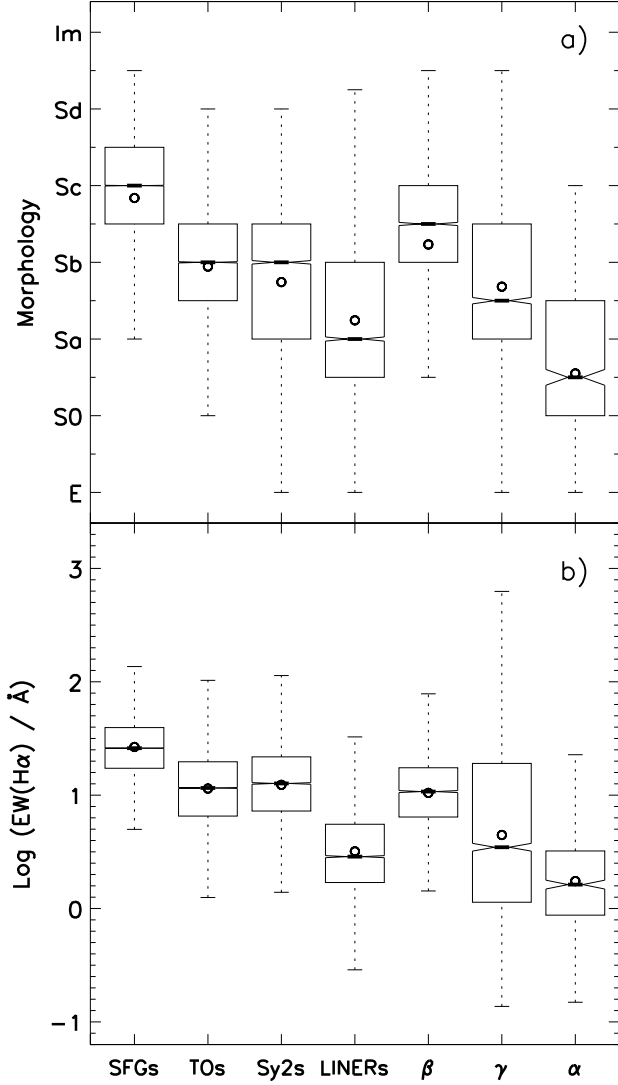 a)
Im
Sd
Sc
Sb
Sa
S0
E
Morphology
b)
3
2
1
0
−1
Log (EW(Hα) / Å)
SFGs TOs Sy2s LINERs β γ α